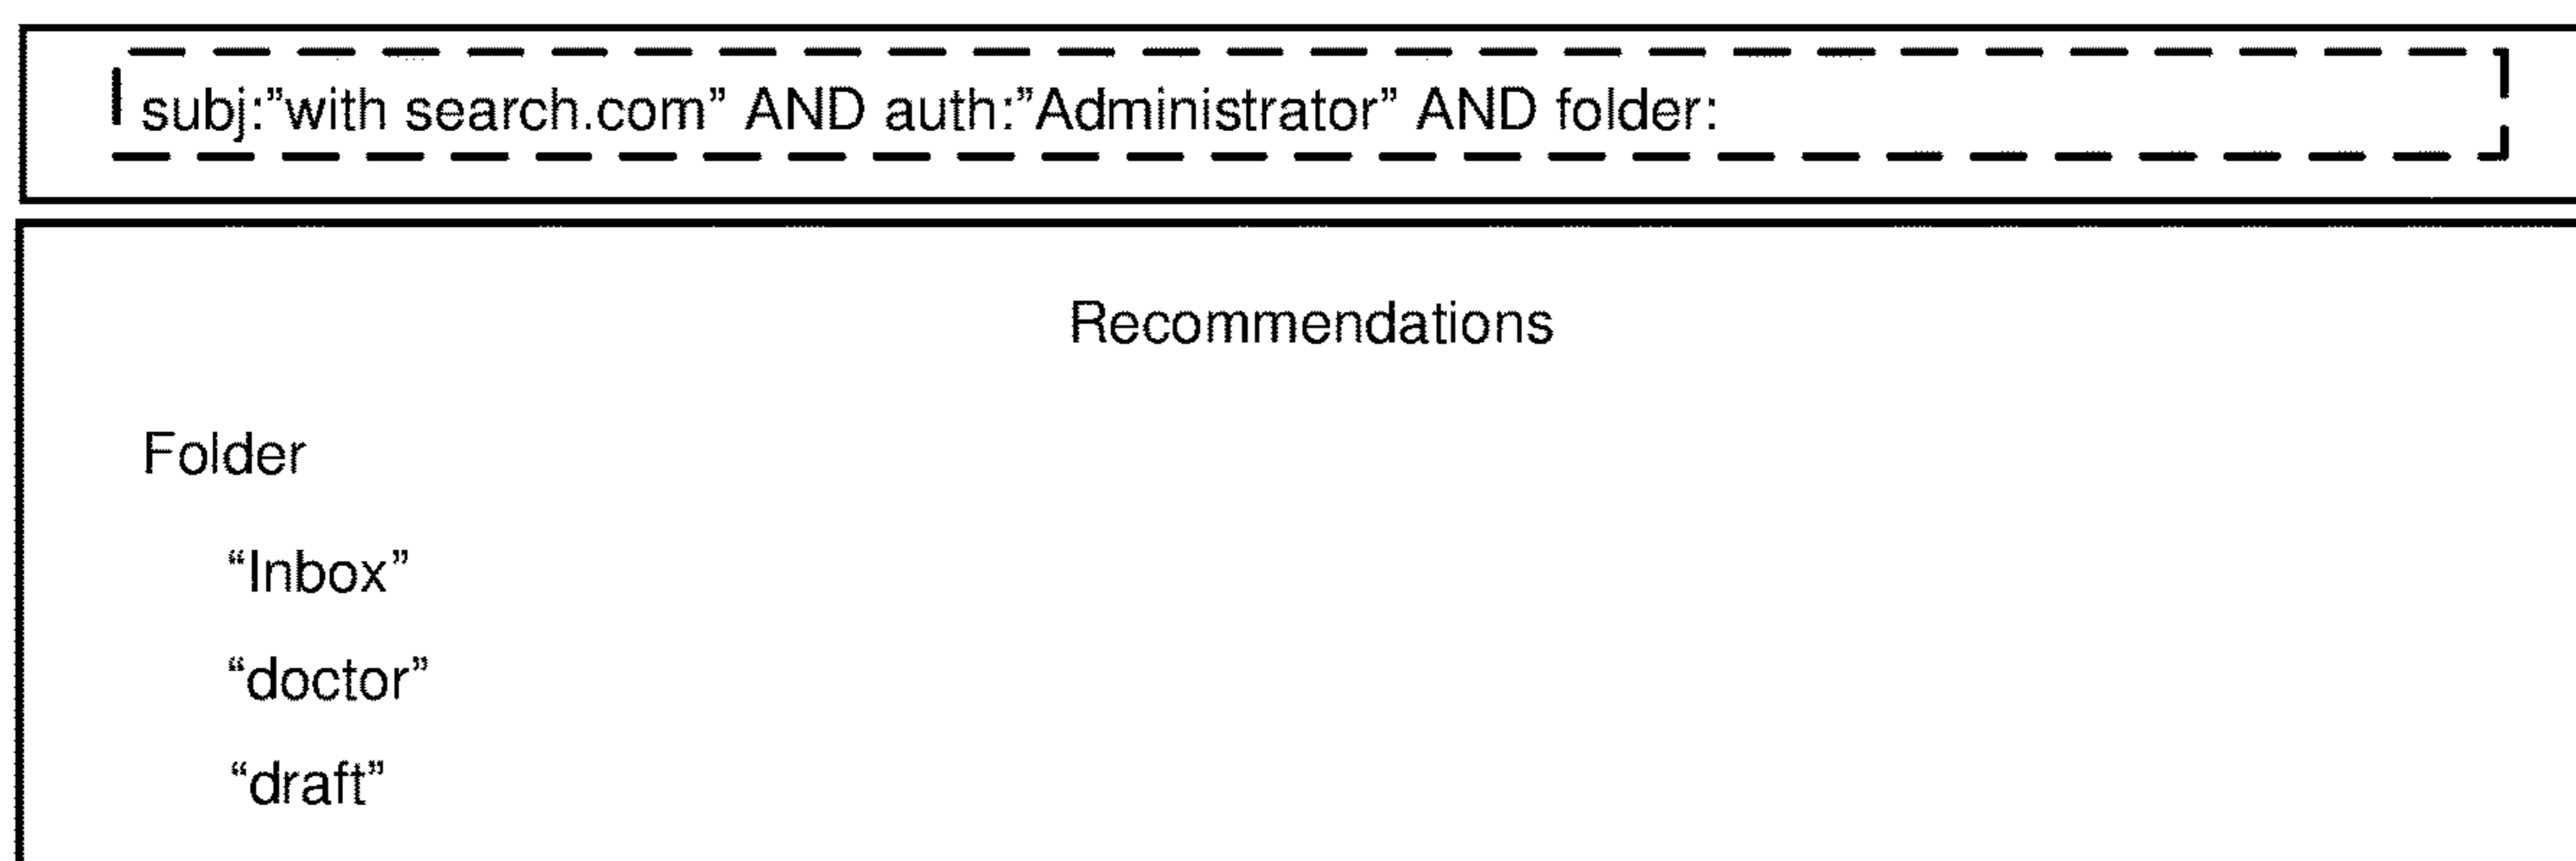 subj:”with search.com” AND auth:”Administrator” AND folder:
Recommendations
Folder
“Inbox”
“doctor”
“draft”